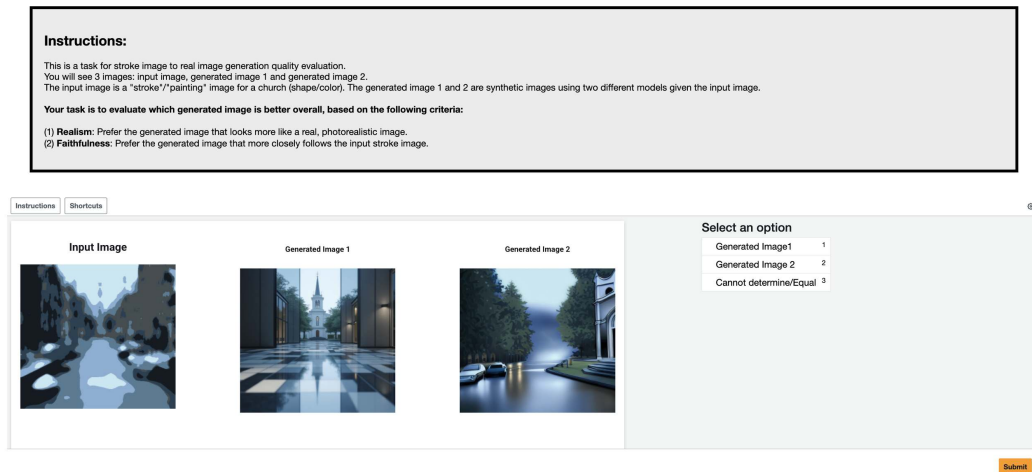 Instructions:
This is a task for stroke image to real image generation quality evaluation.
You will see 3 images: input image, generated image 1 and generated image 2.
The input image is a "stroke"/"painting" image for a church (shape/color). The generated image 1 and 2 are synthetic images using two different models given the input image.
Your task is to evaluate which generated image is better overall, based on the following criteria:
(1) Realism: Prefer the generated image that looks more like a real, photorealistic image.
(2) Faithfulness: Prefer the generated image that more closely follows the input stroke image.
Instructions Shortcuts
Input Image Generated Image 1 Generated Image 2
Select an option
Generated Image1 1
Generated Image 2 2
Cannot determine/Equal 3
Submit